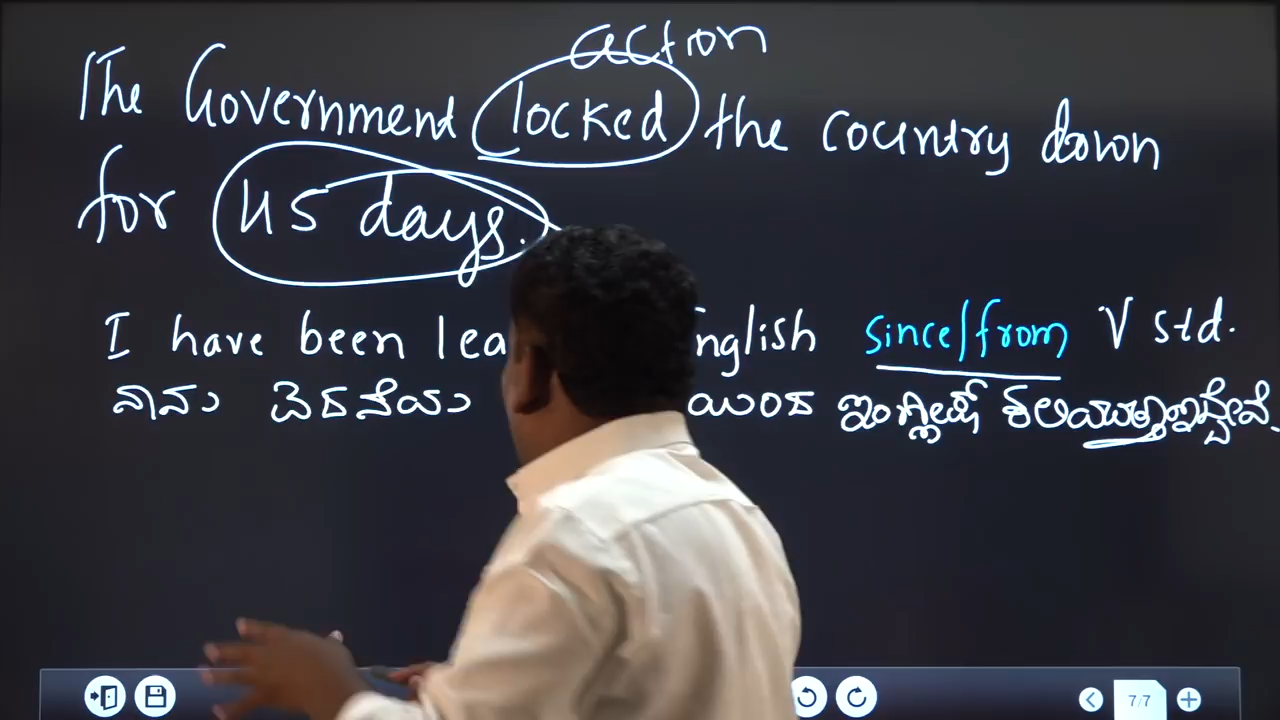 action
The Government locked the country down
for 45 days.
I have been lea nglish since/from V std.
ನಾನು ಯಿಂದ ಇಂಗ್ಲೀಷ್ ಕಲಿಯುತ್ತಾಇದ್ದೇನೆ.
7/7